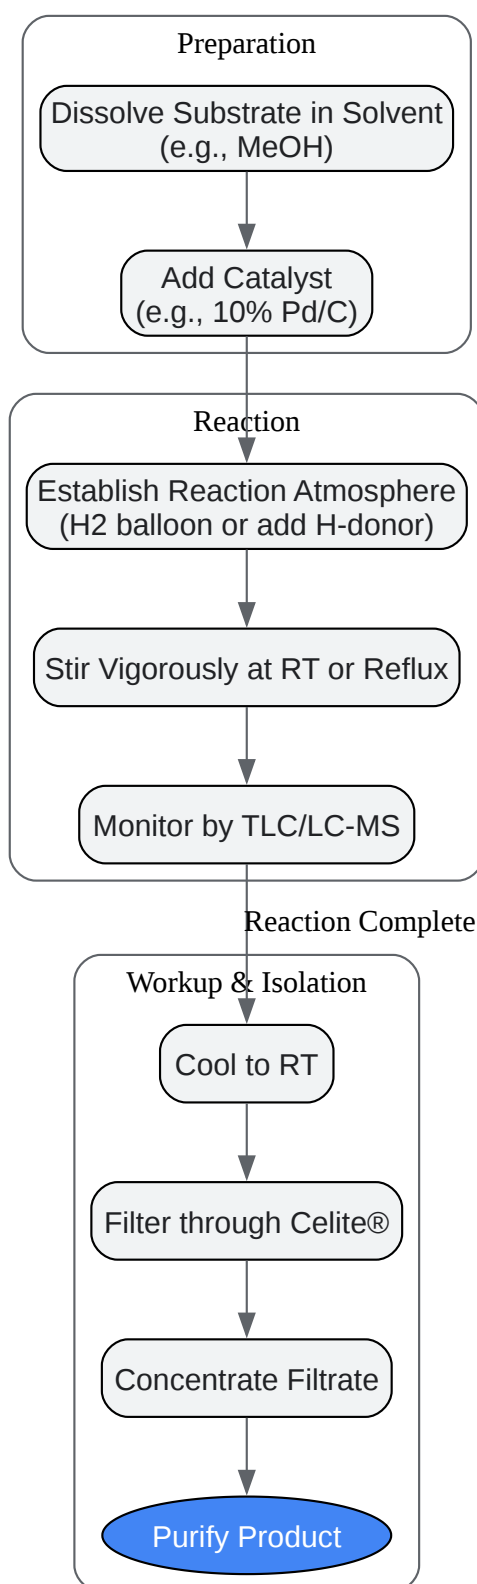 Preparation
Dissolve Substrate in Solvent
(e.g., MeOH)
Add Catalyst
(e.g., 10% Pd/C)
Reaction
Establish Reaction Atmosphere
(H2 balloon or add H-donor)
Stir Vigorously at RT or Reflux
Monitor by TLC/LC-MS
Reaction Complete
Workup & Isolation
Cool to RT
Filter through Celite®
Concentrate Filtrate
Purify Product